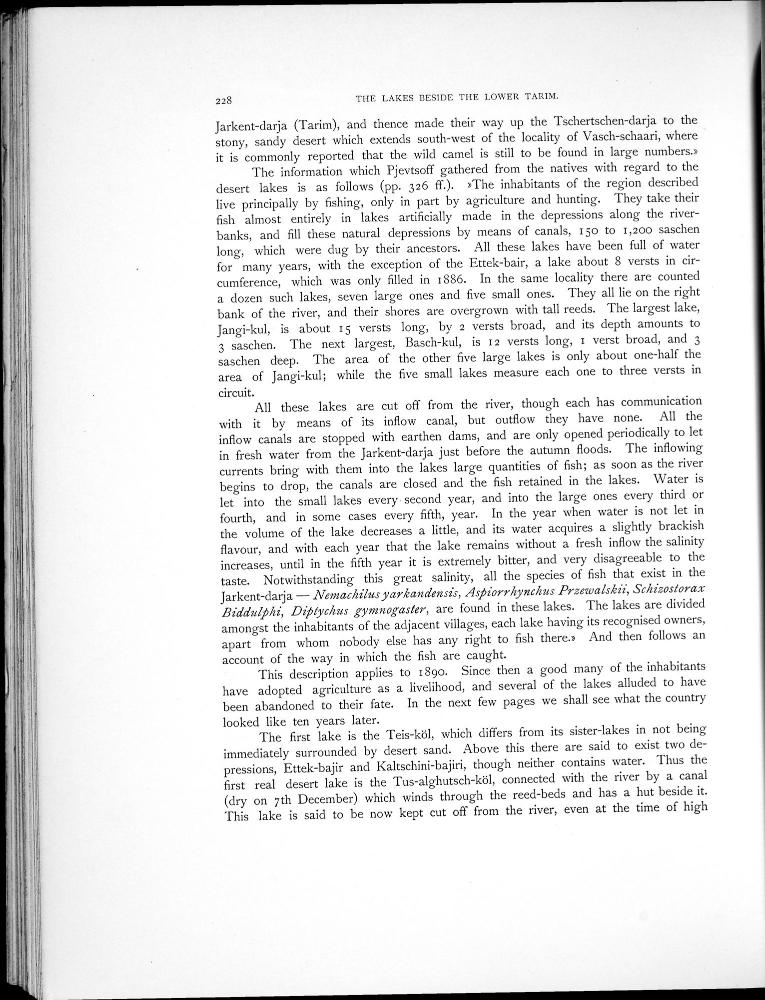 228 THE LAKES BESIDE THE LOWER TARIM.
Jarkent-darja (Tarim), and thence made their way up the Tschertschen-darja to the
stony, sandy desert which extends south-west of the locality of Vasch-schaari, where
it is commonly reported that the wild camel is still to be found in large numbers.»
The information which Pjevtsoff gathered from the natives with regard to the
desert lakes is as follows (pp. 326 ff.). »The inhabitants of the region described
live principally by fishing, only in part by agriculture and hunting. They take their
fish almost entirely in lakes artificially made in the depressions along the river-
banks, and fill these natural depressions by means of canals, 150 to 1,200 saschen
long, which were dug by their ancestors. All these lakes have been full of water
for many years, with the exception of the Ettek-bair, a lake about 8 versts in cir-
cumference, which was only filled in 1886. In the same locality there are counted
a dozen such lakes, seven large ones and five small ones. They all lie on the right
bank of the river, and their shores are overgrown with tall reeds. The largest lake,
Jangi-kul, is about 15 versts long, by 2 versts broad, and its depth amounts to
3 saschen. The next largest, Basch-kul, is 12 versts long, 1 verst broad, and 3
saschen deep. The area of the other five large lakes is only about one-half the
area of Jangi-kul; while the five small lakes measure each one to three versts in
circuit.
All these lakes are cut off from the river, though each has communication
with it by means of its inflow canal, but outflow they have none. All the
inflow canals are stopped with earthen dams, and are only opened periodically to let
in fresh water from the Jarkent-darja just before the autumn floods. The inflowing
currents bring with them into the lakes large quantities of fish; as soon as the river
begins to drop, the canals are closed and the fish retained in the lakes. Water is
let into the small lakes every second year, and into the large ones every third or
fourth, and in some cases every fifth, year. In the year when water is not let in
the volume of the lake decreases a little, and its water acquires a slightly brackish
flavour, and with each year that the lake remains without a fresh inflow the salinity
increases, until in the fifth year it is extremely bitter, and very disagreeable to the
taste. Notwithstanding this great salinity, all the species of fish that exist in the
Jarkent-darja — Nemachilus yarkandensis, Aspiorrhynchus Przewalskii, Schizostorax
Biddulphi, Diptychus gymnogaster, are found in these lakes. The lakes are divided
amongst the inhabitants of the adjacent villages, each lake having its recognised owners,
apart from whom nobody else has any right to fish there.» And then follows an
account of the way in which the fish are caught.
This description applies to 1890. Since then a good many of the inhabitants
have adopted agriculture as a livelihood, and several of the lakes alluded to have
been abandoned to their fate. In the next few pages we shall see what the country
looked like ten years later.
The first lake is the Teis-köl, which differs from its sister-lakes in not being
immediately surrounded by desert sand. Above this there are said to exist two de-
pressions, Ettek-bajir and Kaltschini-bajiri, though neither contains water. Thus the
first real desert lake is the Tus-alghutsch-köl, connected with the river by a canal
(dry on 7th December) which winds through the reed-beds and has a hut beside it.
This lake is said to be now kept cut off from the river, even at the time of high